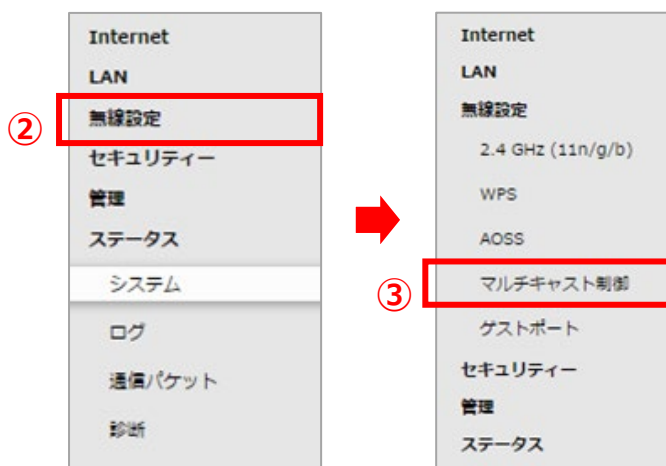 Internet
LAN
②
無線設定
セキュリティー
管理
ステータス
システム
ログ
通信パケット
診断
Internet
LAN
無線設定
2.4 GHz (11n/g/b)
WPS
AOSS
③
マルチキャスト制御
ゲストポート
セキュリティー
管理
ステータス